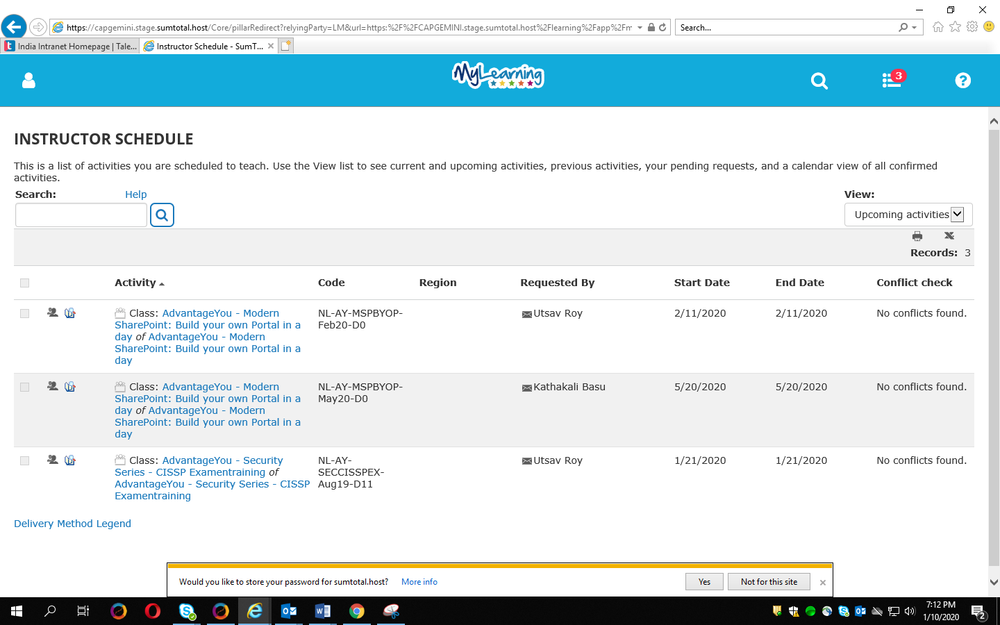 https://capgemini.stage.sumtotal.host/Core/pillarRedirect?relyingParty=LM&url=https:%2F%2FCAPGEMINI.stage.sumtotal.host%2Flearning%2Fapp%2Fm
Search...
India Intranet Homepage | Tale...
Instructor Schedule - SumT...
MyLearning
3
INSTRUCTOR SCHEDULE
This is a list of activities you are scheduled to teach. Use the View list to see current and upcoming activities, previous activities, your pending requests, and a calendar view of all confirmed
activities.
Search: Help View:
Upcoming activities
Records: 3
Activity Code Region Requested By Start Date End Date Conflict check
Class: AdvantageYou - Modern NL-AY-MSPBYOP- Utsav Roy 2/11/2020 2/11/2020 No conflicts found.
SharePoint: Build your own Portal in a Feb20-D0
day of AdvantageYou - Modern
SharePoint: Build your own Portal in a
day
Class: AdvantageYou - Modern NL-AY-MSPBYOP- Kathakali Basu 5/20/2020 5/20/2020 No conflicts found.
SharePoint: Build your own Portal in a May20-D0
day of AdvantageYou - Modern
SharePoint: Build your own Portal in a
day
Class: AdvantageYou - Security NL-AY- Utsav Roy 1/21/2020 1/21/2020 No conflicts found.
Series - CISSP Examentraining of SECCISSPEX-
AdvantageYou - Security Series - CISSP Aug19-D11
Examentraining
Delivery Method Legend
Would you like to store your password for sumtotal.host? More info Yes Not for this site
7:12 PM
1/10/2020
2